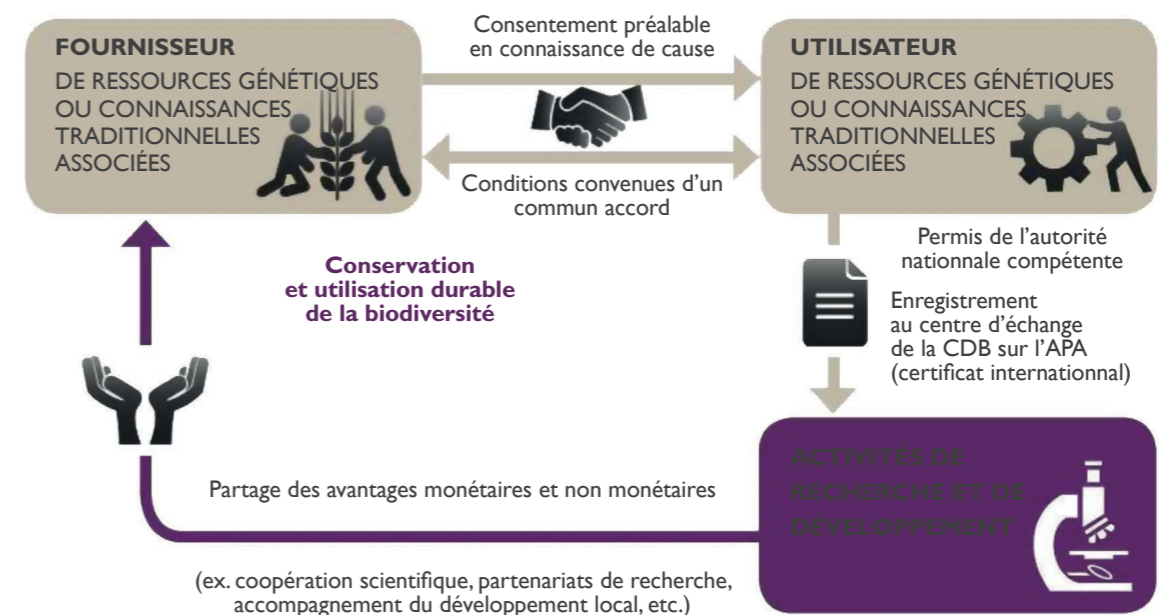 Consentement préalable
en connaissance de cause
FOURNISSEUR
DE RESSOURCES GÉNÉTIQUES
OU CONNAISSANCES
TRADITIONNELLES
ASSOCIÉES
UTILISATEUR
DE RESSOURCES GÉNÉTIQUES
OU CONNAISSANCES
TRADITIONNELLES
ASSOCIÉES
Conditions convenues d’un
commun accord
Conservation
et utilisation durable
de la biodiversité
Permis de l’autorité
nationnale compétente
Enregistrement
au centre d’échange
de la CDB sur l’APA
(certificat internationnal)
ACTIVITÉS DE
RECHERCHE ET DE
DÉVELOPPEMENT
Partage des avantages monétaires et non monétaires
(ex. coopération scientifique, partenariats de recherche,
accompagnement du développement local, etc.)